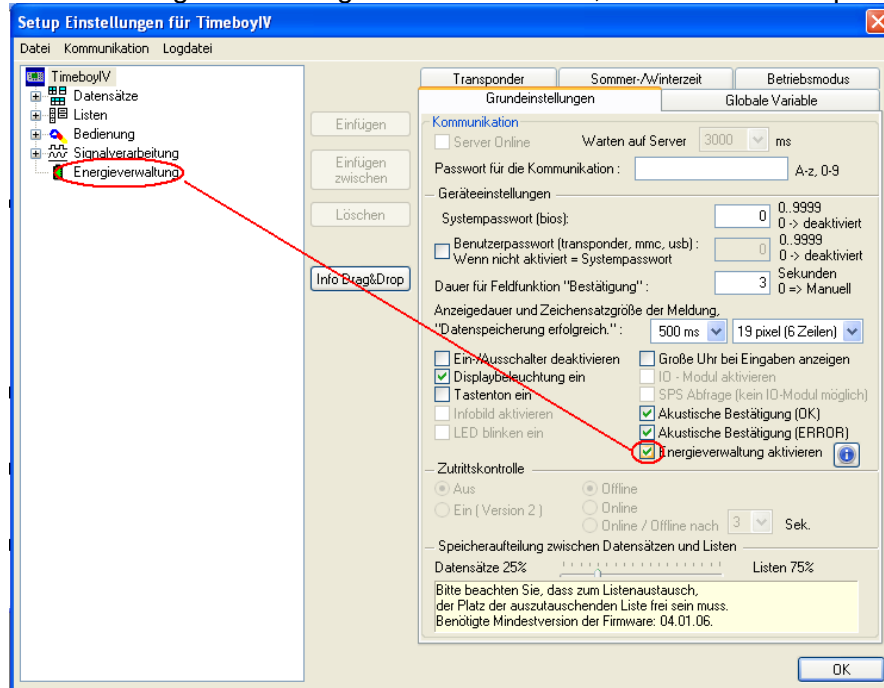 Setup Einstellungen für TimeboyIV
Datei Kommunikation Logdatei
TimeboyIV
Datensätze
Listen
Bedienung
Signalverarbeitung
Energieverwaltung
Einfügen
Einfügen
zwischen
Löschen
Info Drag&Drop
Transponder Sommer-/Winterzeit Betriebsmodus
Grundeinstellungen Globale Variable
Kommunikation
Server Online Warten auf Server 3000 ms
Passwort für die Kommunikation : A-z, 0-9
Geräteeinstellungen
Systempasswort (bios): 0 0..9999
0 -> deaktiviert
Benutzerpasswort (transponder, mmc, usb) : 0 0..9999
Wenn nicht aktiviert = Systempasswort 0 -> deaktiviert
Dauer für Feldfunktion "Bestätigung" : 3 Sekunden
0 => Manuell
Anzeigedauer und Zeichensatzgröße der Meldung,
"Datenspeicherung erfolgreich." : 500 ms 19 pixel (6 Zeilen)
Ein-/Ausschalter deaktivieren Große Uhr bei Eingaben anzeigen
Displaybeleuchtung ein IO - Modul aktivieren
Tastenton ein SPS Abfrage (kein IO-Modul möglich)
Infobild aktivieren Akustische Bestätigung (OK)
LED blinken ein Akustische Bestätigung (ERROR)
Energieverwaltung aktivieren
Zutrittskontrolle
Aus Offline
Ein ( Version 2 ) Online
Online / Offline nach 3 Sek.
Speicheraufteilung zwischen Datensätzen und Listen
Datensätze 25% Listen 75%
Bitte beachten Sie, dass zum Listenaustausch,
der Platz der auszutauschenden Liste frei sein muss.
Benötigte Mindestversion der Firmware: 04.01.06.
OK